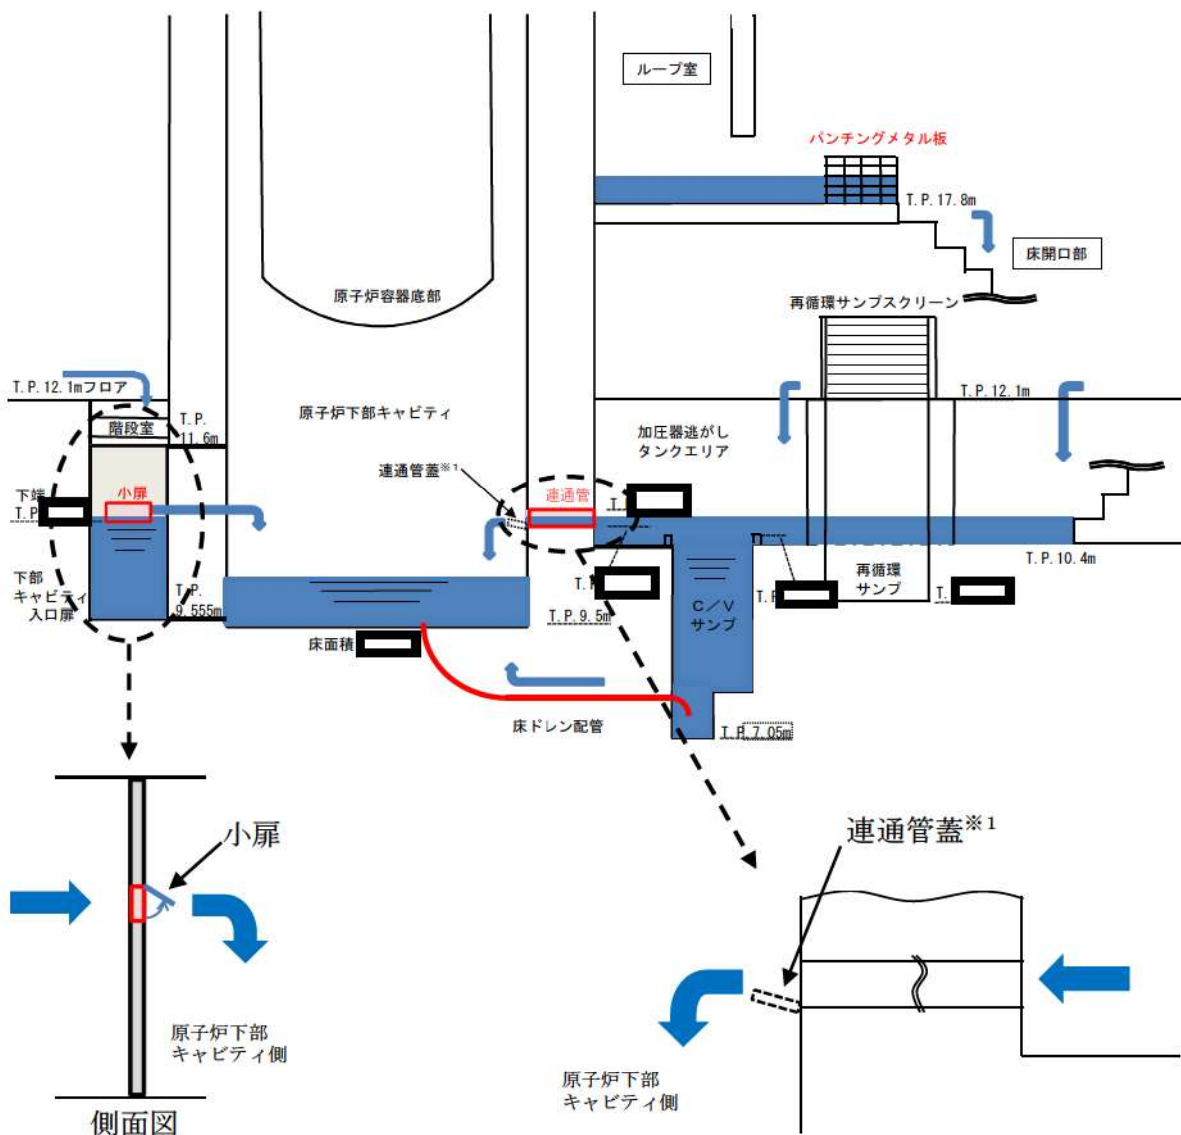 ループ室
パンチングメタル板
T.P.17.8m
床開口部
原子炉容器底部
再循環サンプスクリーン
T.P.12.1mフロア
T.P.12.1m
階段室
T.P.
11.6m
原子炉下部キャビティ
加圧器逃がし
タンクエリア
連通管蓋※1
連通管
小扉
下端
T.P
T.
T.P.10.4m
下部
キャビティ
入口扉
T.P.
9.555m
T.P
T.P
再循環
サンプ
T.
C/V
サンプ
T.P.9.5m
床面積
床ドレン配管
T.P.7.05m
小扉
連通管蓋※1
原子炉下部
キャビティ側
原子炉下部
キャビティ側
側面図